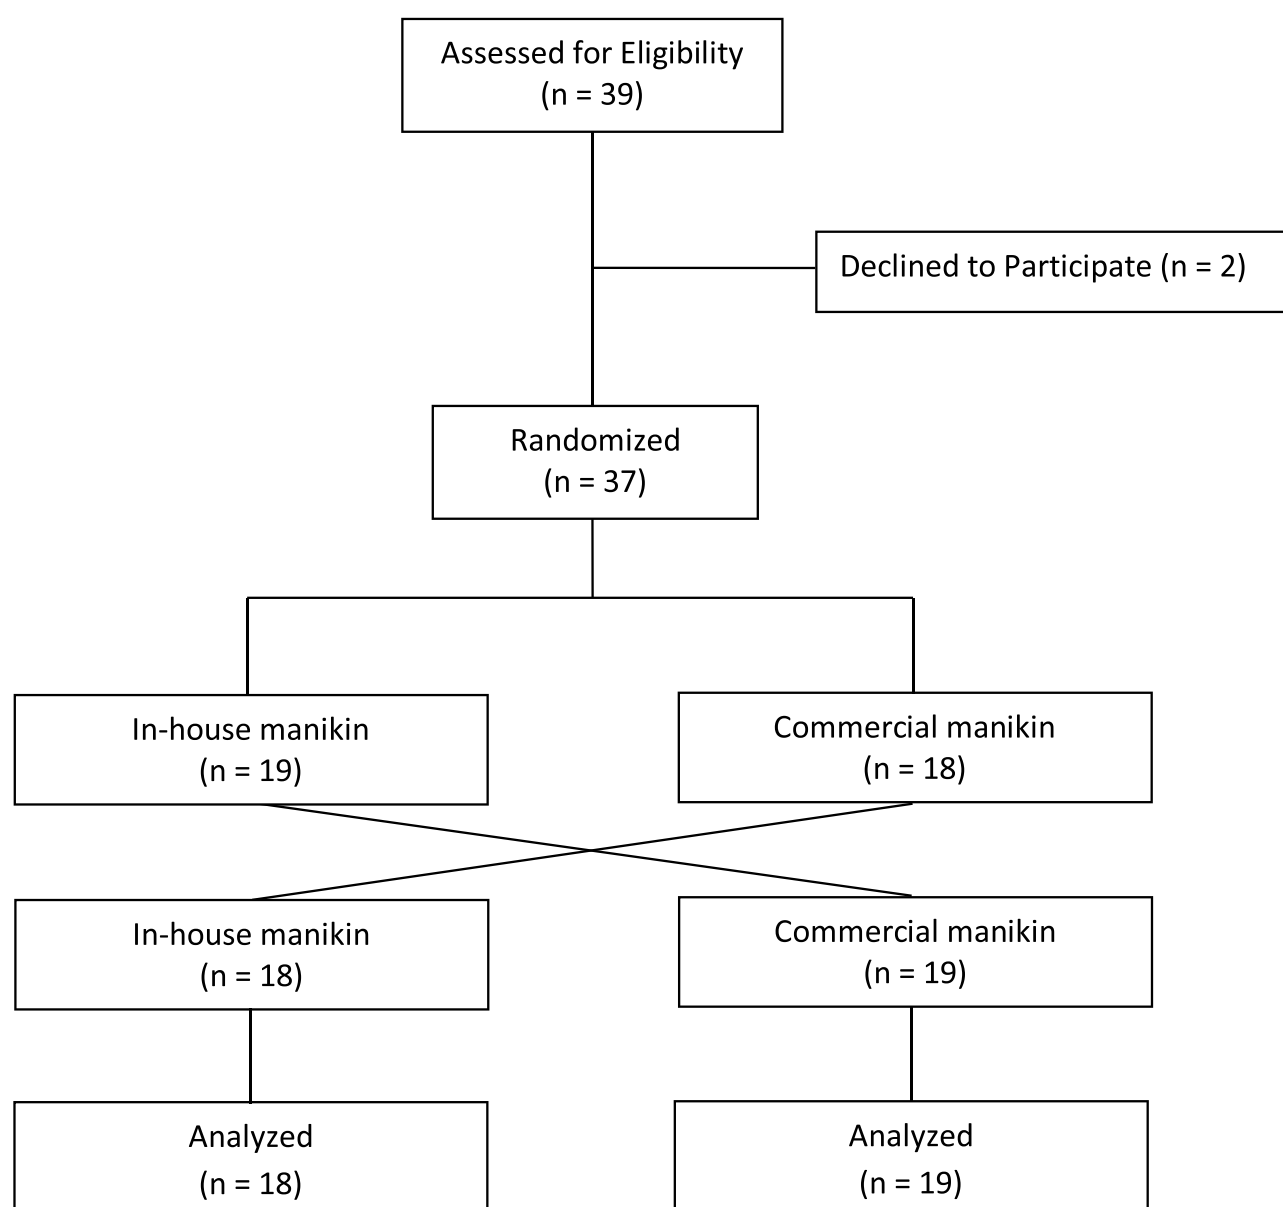 Assessed for Eligibility
(n = 39)
Declined to Participate (n = 2)
Randomized
(n = 37)
In-house manikin
(n = 19)
Commercial manikin
(n = 18)
In-house manikin
(n = 18)
Commercial manikin
(n = 19)
Analyzed
(n = 18)
Analyzed
(n = 19)